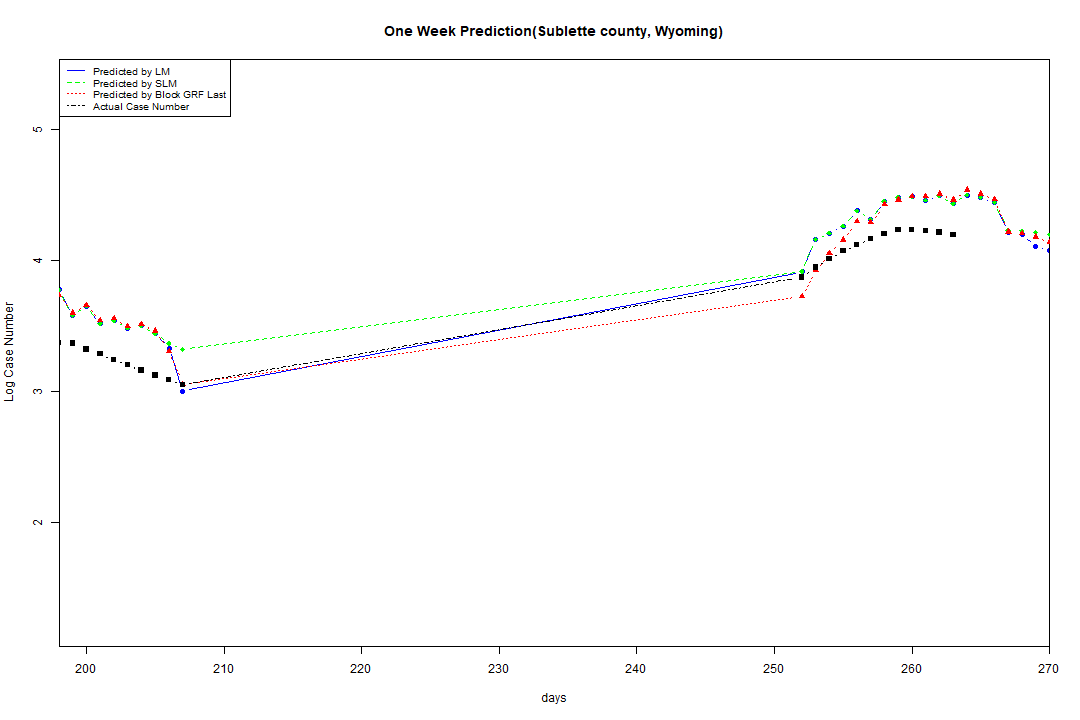 One Week Prediction(Sublette county, Wyoming)
Predicted by LM
Predicted by SLM
Predicted by Block GRF Last
Actual Case Number
5
4
3
2
Log Case Number
200 210 220 230 240 250 260 270
days